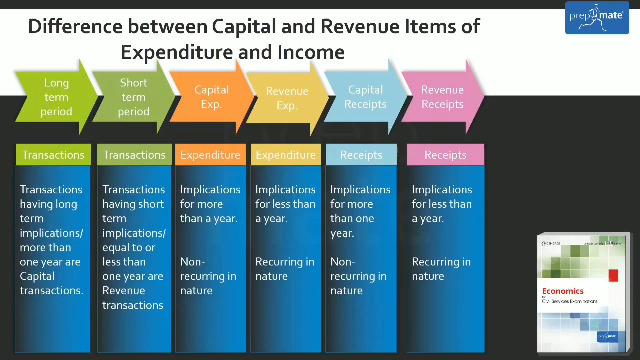 Difference between Capital and Revenue Items of
Expenditure and Income
prep mate
Long
term
period
Short
term
period
Capital
Exp.
Revenue
Exp.
Capital
Receipts
Revenue
Receipts
Transactions
Transactions
Expenditure
Expenditure
Receipts
Receipts
Transactions
having long
term
implications/
more than
one year are
Capital
transactions.
Transactions
having short
term
implications/
equal to or
less than
one year are
Revenue
transactions
Implications
for more than
a year.
Non-
recurring in
nature
Implications
for less than
a year.
Recurring in
nature
Implications
for more
than one
year.
Non-
recurring in
nature
Implications
for less than
a year.
Recurring in
nature
Economics
Civil Services Examinations